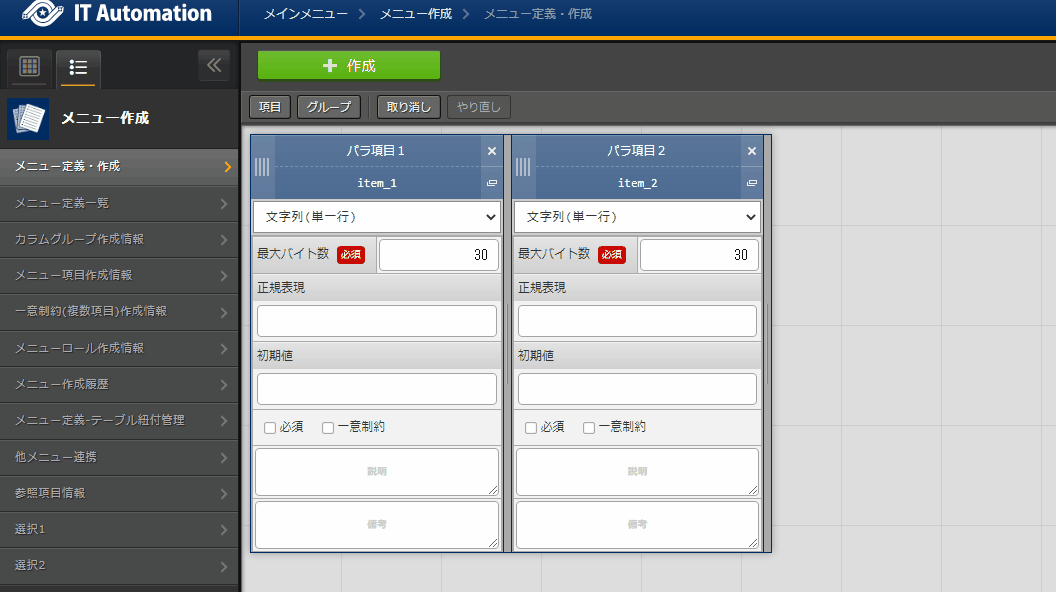 IT Automation
メインメニュー > メニュー作成 > メニュー定義・作成
作成
メニュー作成
項目 グループ 取り消し やり直し
メニュー定義・作成
メニュー定義一覧
カラムグループ作成情報
メニュー項目作成情報
一意制約(複数項目)作成情報
メニューロール作成情報
メニュー作成履歴
メニュー定義-テーブル紐付管理
他メニュー連携
参照項目情報
選択1
選択2
パラ項目1
item_1
文字列(単一行)
最大バイト数 必須 30
正規表現
初期値
必須 一意制約
説明
備考
パラ項目2
item_2
文字列(単一行)
最大バイト数 必須 30
正規表現
初期値
必須 一意制約
説明
備考